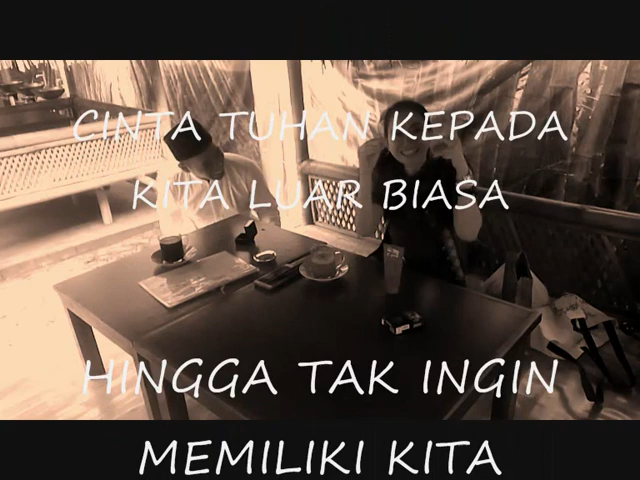 CINTA TUHAN KEPADA
KITA LUAR BIASA
HINGGA TAK INGIN
MEMILIKI KITA